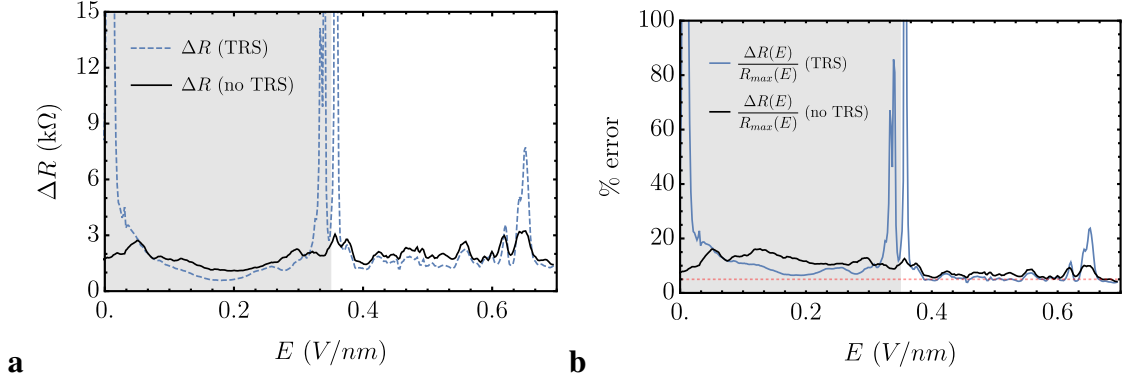 15
12
9
6
3
0
ΔR (kΩ)
ΔR (TRS)
ΔR (no TRS)
0. 0.2 0.4 0.6
E (V/nm)
a
100
80
60
40
20
0
% error
ΔR(E)/R_max(E) (TRS)
ΔR(E)/R_max(E) (no TRS)
0. 0.2 0.4 0.6
E (V/nm)
b